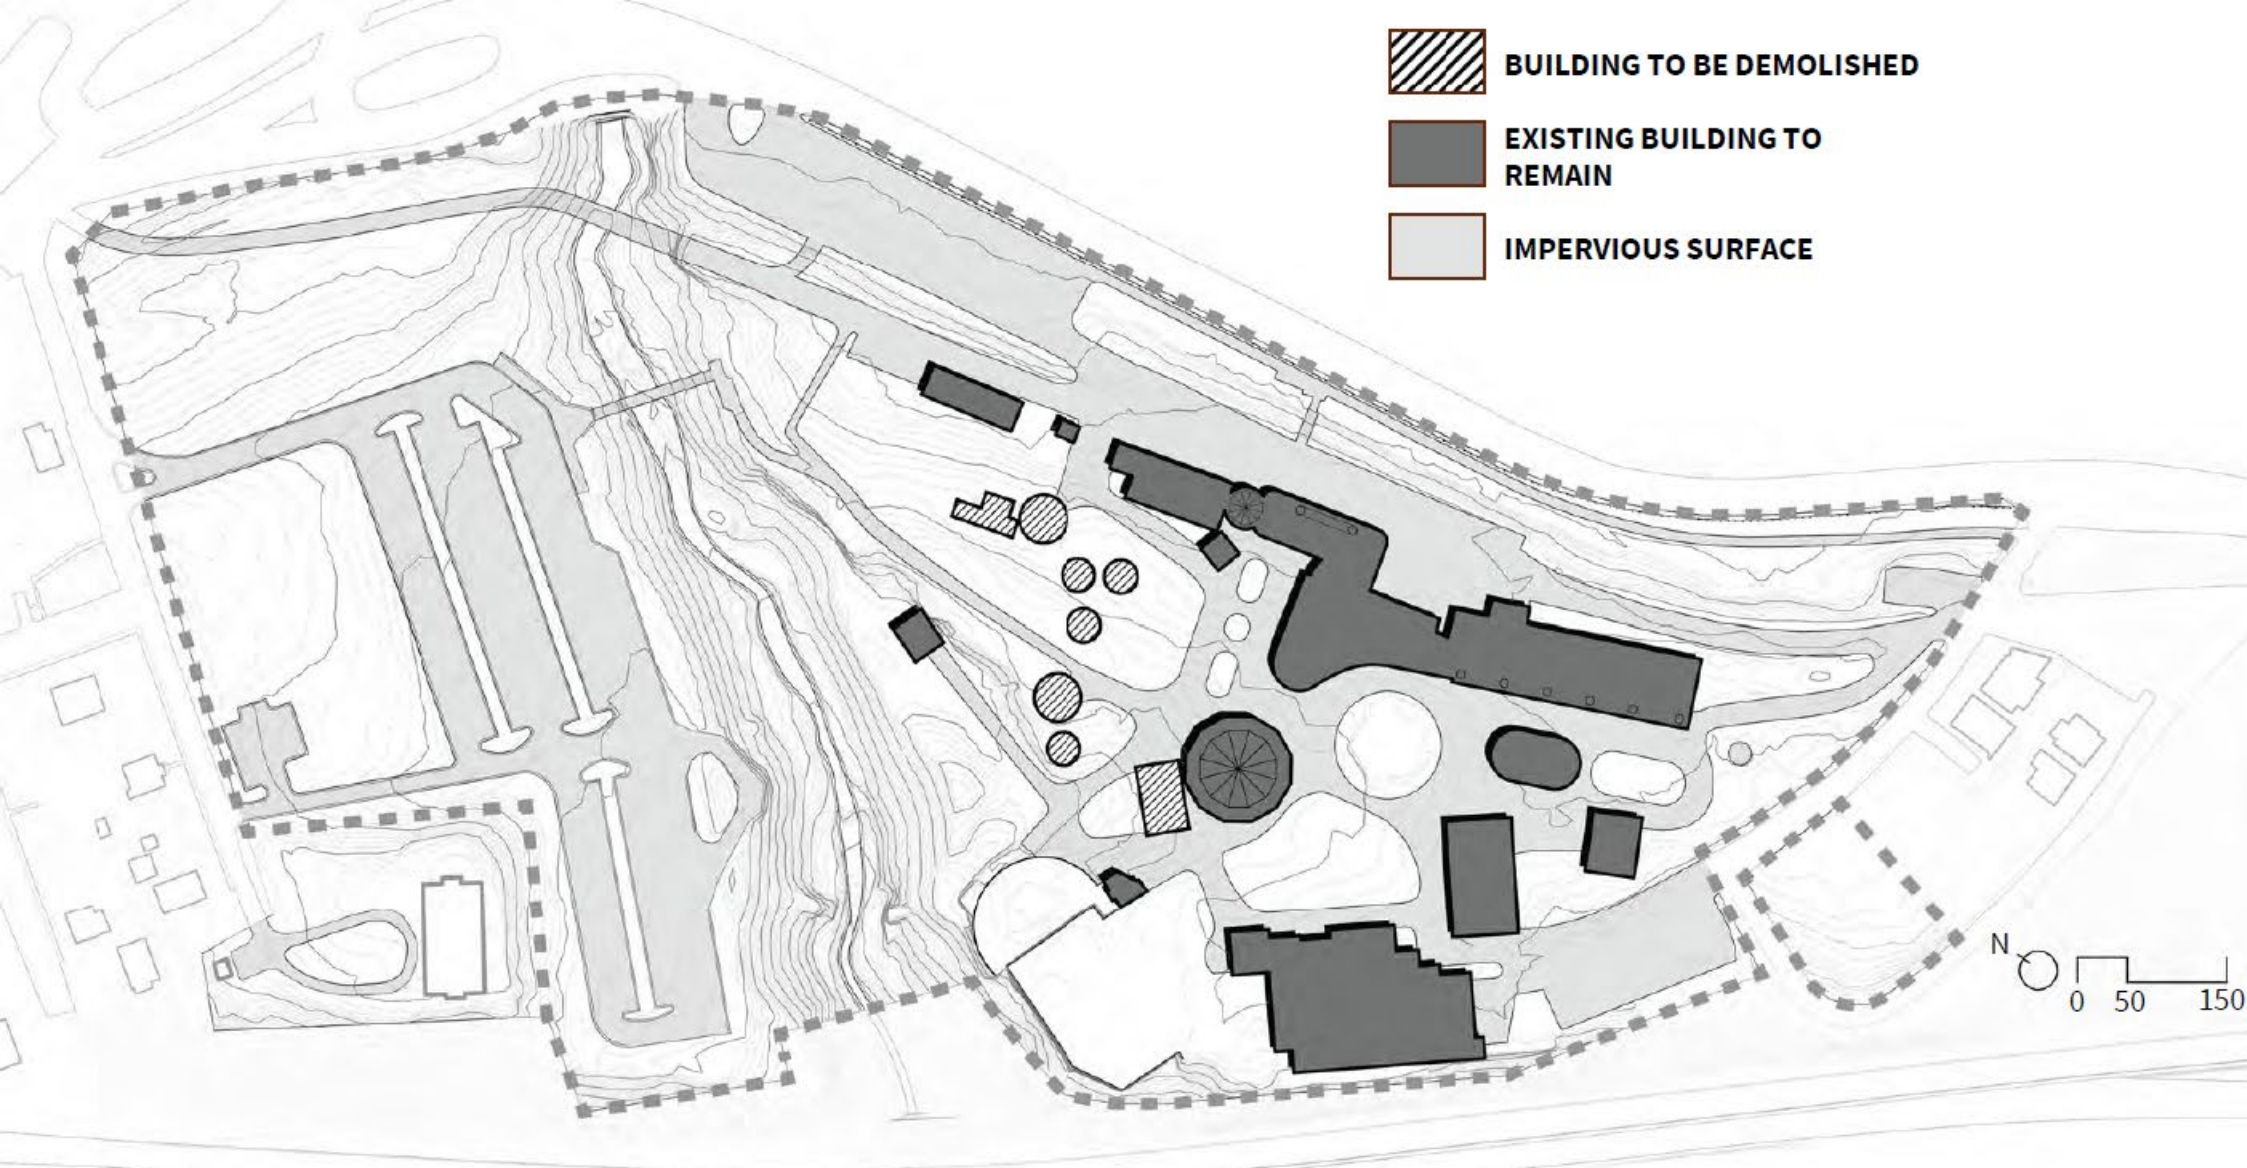 BUILDING TO BE DEMOLISHED
EXISTING BUILDING TO
REMAIN
IMPERVIOUS SURFACE
N
0 50 150